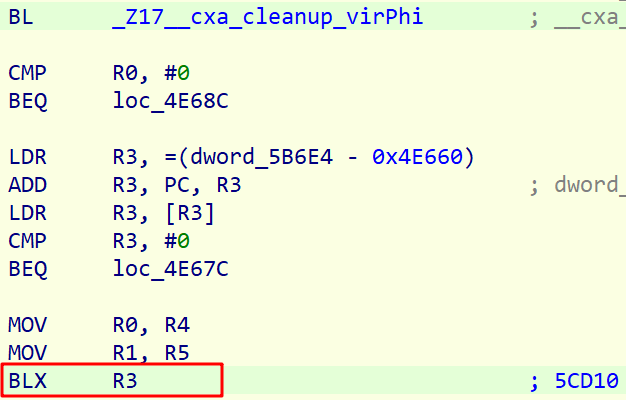 BL _Z17__cxa_cleanup_virPhi ; __cxa_
CMP R0, #0
BEQ loc_4E68C
LDR R3, =(dword_5B6E4 - 0x4E660)
ADD R3, PC, R3 ; dword_
LDR R3, [R3]
CMP R3, #0
BEQ loc_4E67C
MOV R0, R4
MOV R1, R5
BLX R3 ; 5CD10